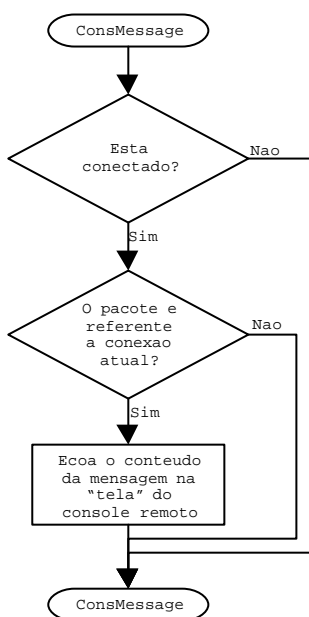 ConsMessage
Esta
conectado?
Nao
Sim
O pacote e
referente
a conexao
atual?
Nao
Sim
Ecoa o conteudo
da mensagem na
“tela” do
console remoto
ConsMessage